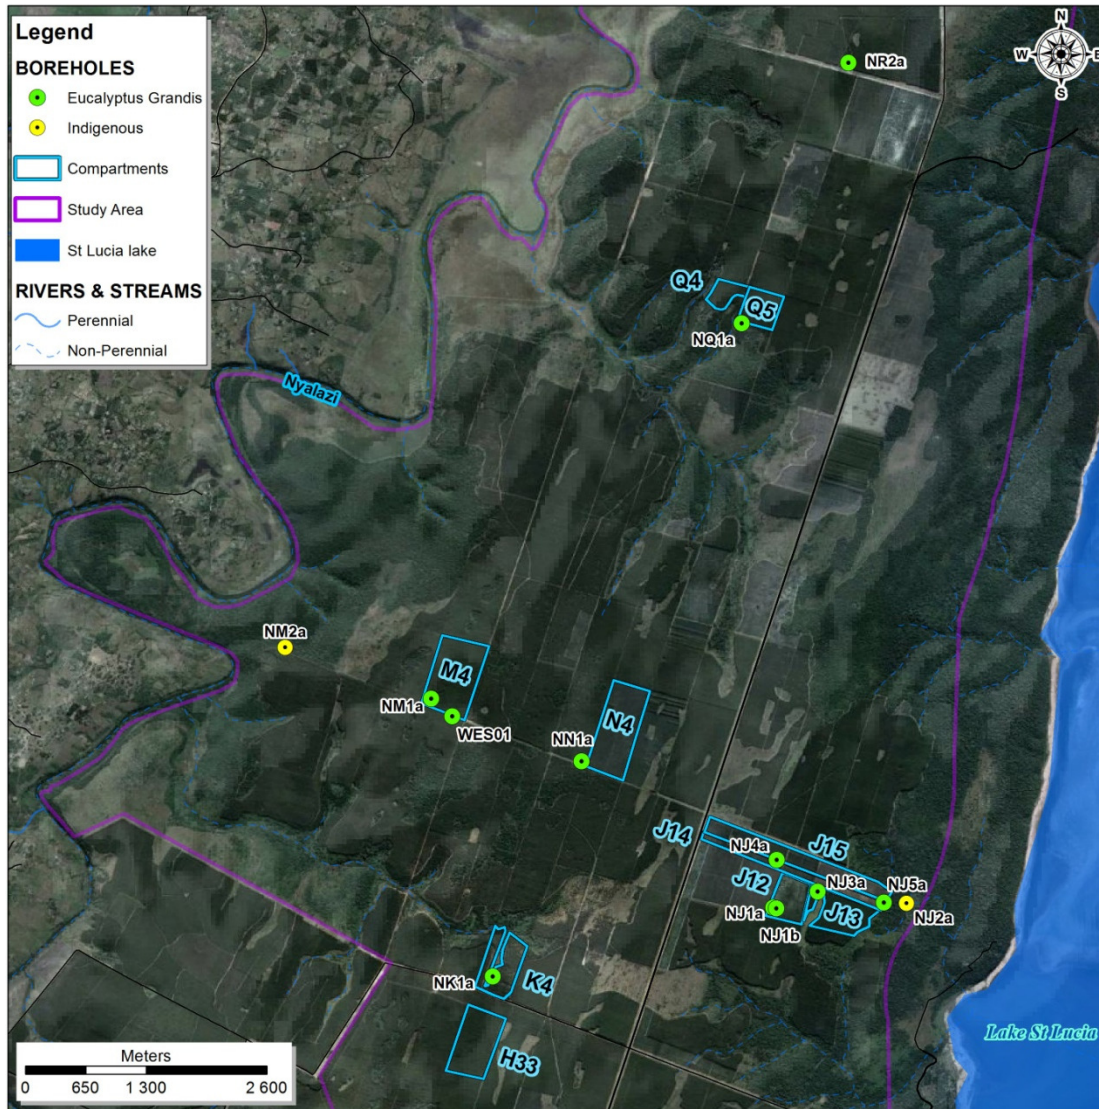 Legend
BOREHOLES
Eucalyptus Grandis
Indigenous
Compartments
Study Area
St Lucia lake
RIVERS & STREAMS
Perennial
Non-Perennial
N
W
E
S
NR2a
Q4
Q5
NQ1a
Nyalazi
NM2a
M4
NM1a
WES01
NN1a
N4
J14
J15
NJ4a
NJ3a
NJ5a
J12
J13
NJ2a
NJ1a
NJ1b
NK1a
K4
H33
Lake St Lucia
Meters
0 650 1 300 2 600